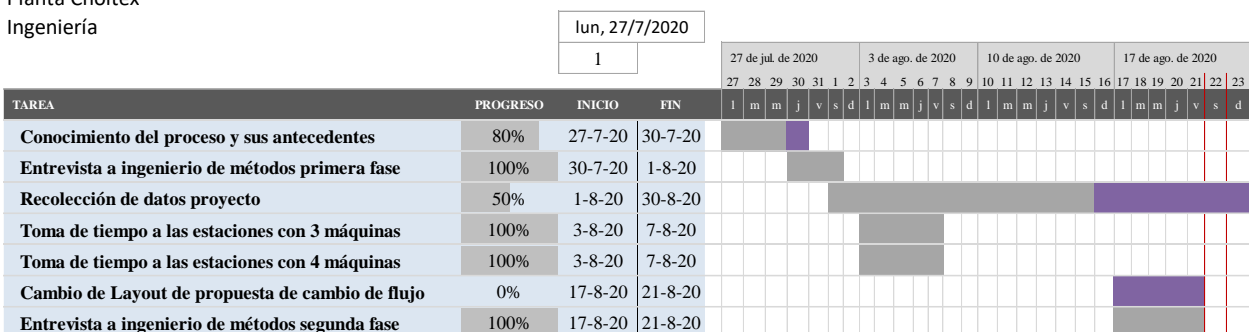 Planta Choltex
Ingeniería
lun, 27/7/2020
1
27 de jul. de 2020 3 de ago. de 2020 10 de ago. de 2020 17 de ago. de 2020
27 28 29 30 31 1 2 3 4 5 6 7 8 9 10 11 12 13 14 15 16 17 18 19 20 21 22 23
TAREA PROGRESO INICIO FIN l m m j v s d l m m j v s d l m m j v s d l m m j v s d
Conocimiento del proceso y sus antecedentes 80% 27-7-20 30-7-20
Entrevista a ingenierio de métodos primera fase 100% 30-7-20 1-8-20
Recolección de datos proyecto 50% 1-8-20 30-8-20
Toma de tiempo a las estaciones con 3 máquinas 100% 3-8-20 7-8-20
Toma de tiempo a las estaciones con 4 máquinas 100% 3-8-20 7-8-20
Cambio de Layout de propuesta de cambio de flujo 0% 17-8-20 21-8-20
Entrevista a ingenierio de métodos segunda fase 100% 17-8-20 21-8-20